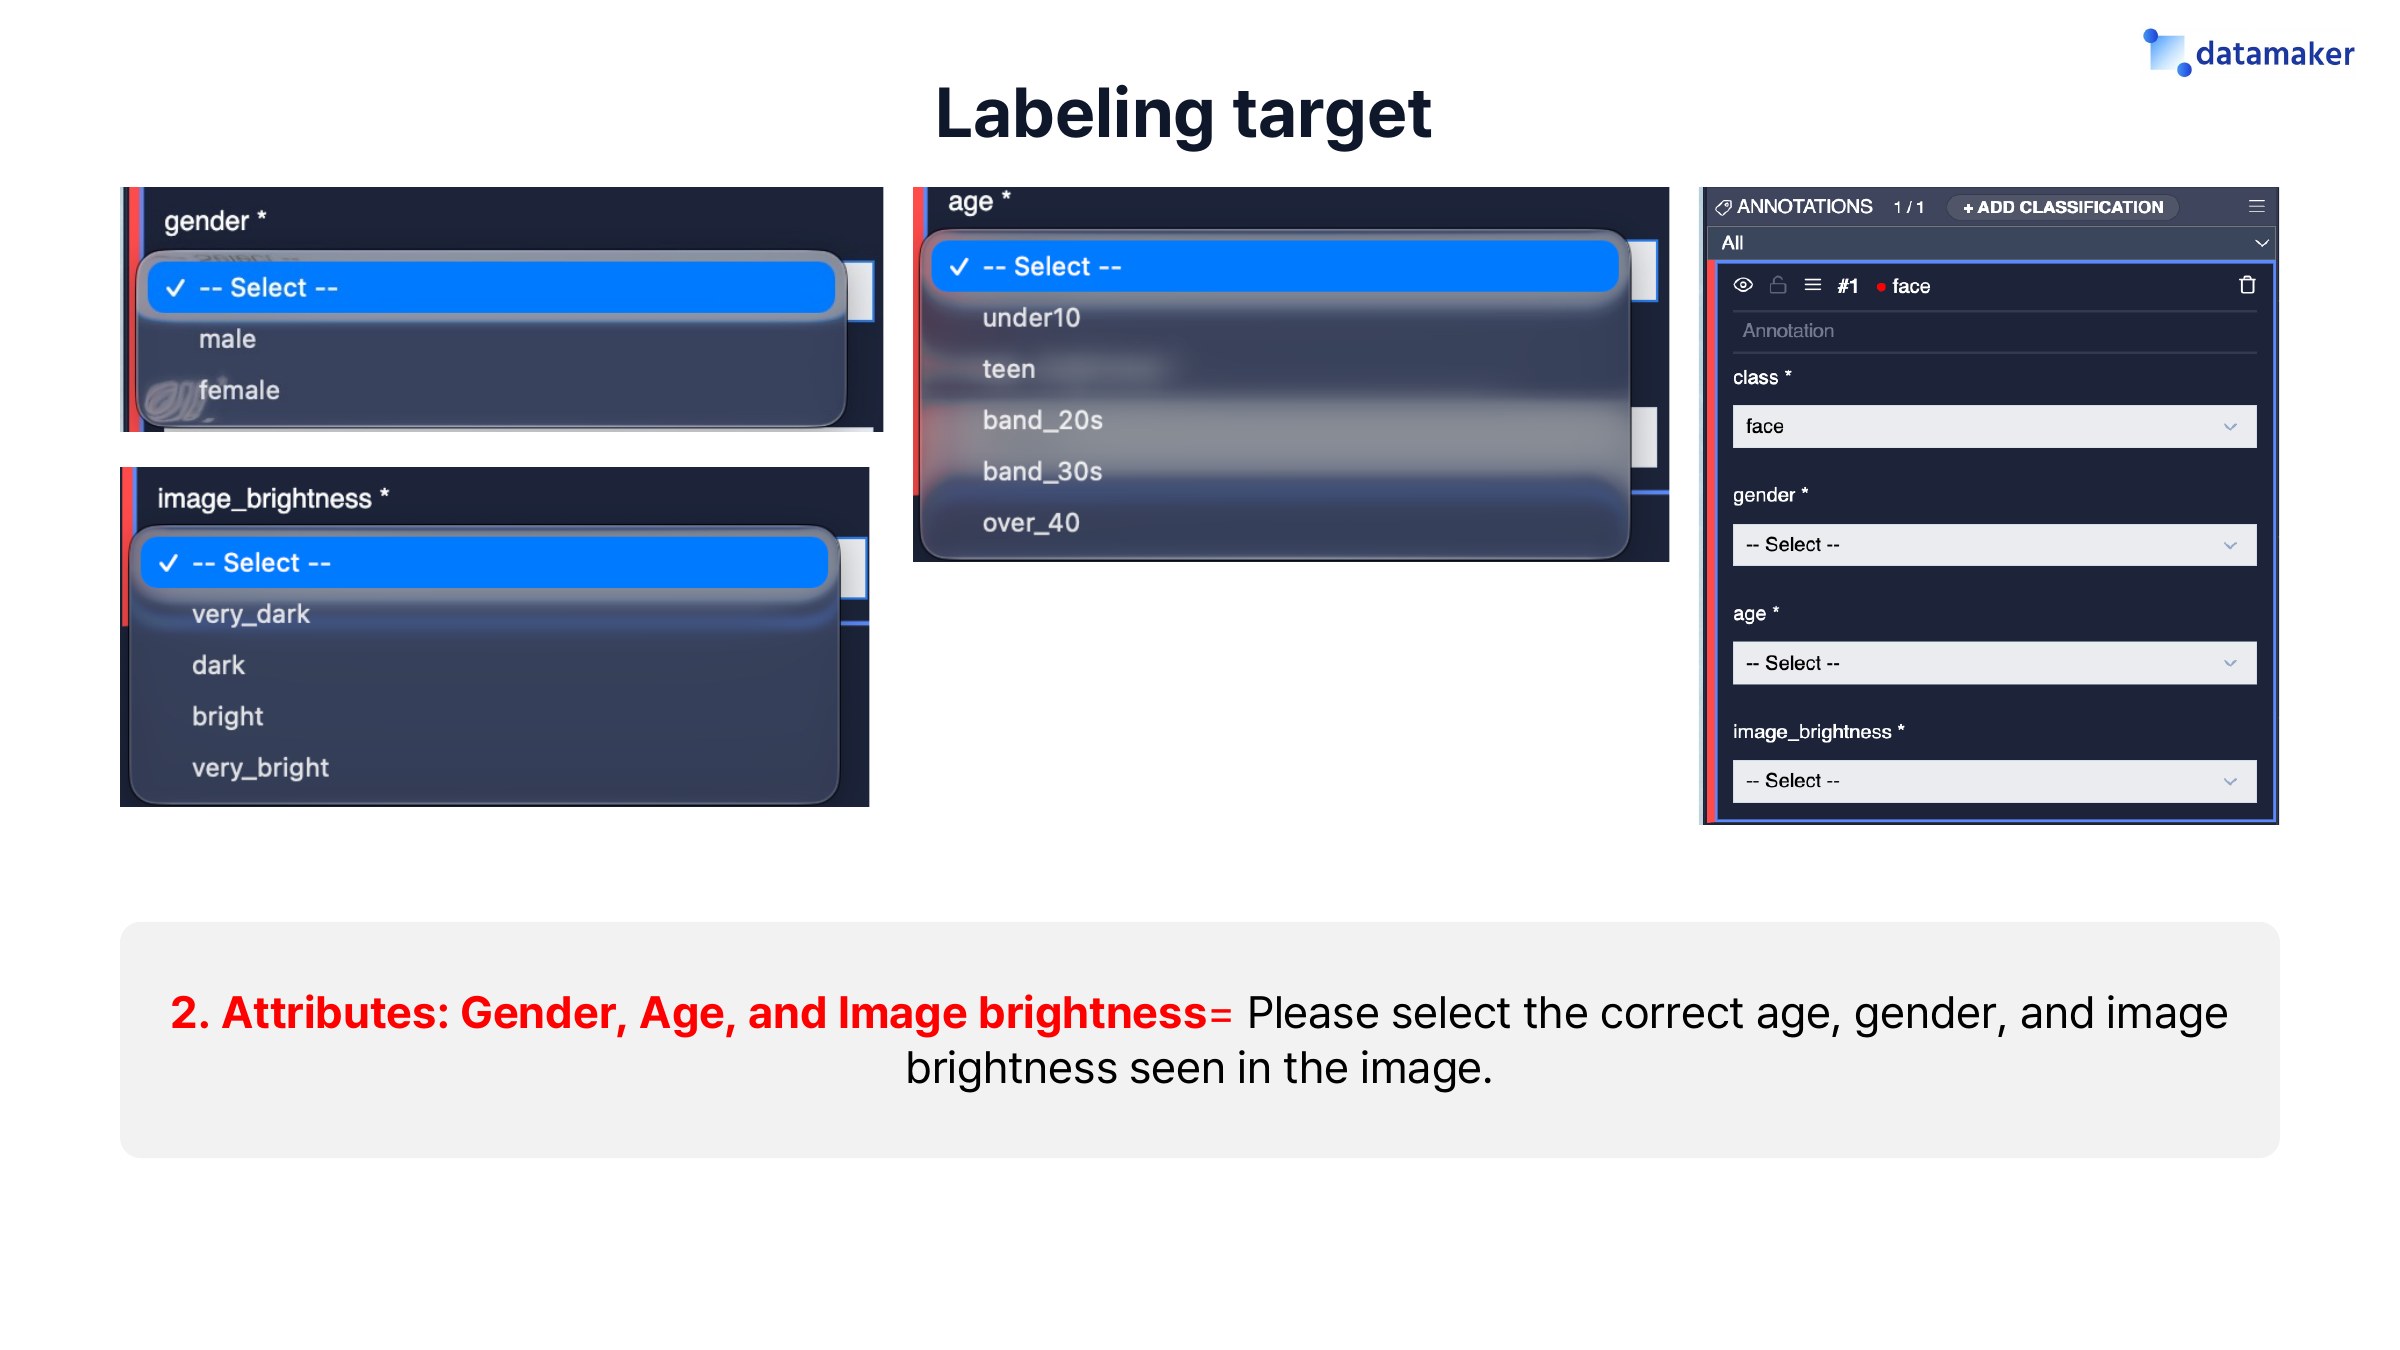 datamaker
Labeling target
gender *
✓ -- Select --
male
female
image_brightness *
✓ -- Select --
very_dark
dark
bright
very_bright
age *
✓ -- Select --
under10
teen
band_20s
band_30s
over_40
ANNOTATIONS 1 / 1 + ADD CLASSIFICATION
All
#1 face
Annotation
class *
face
gender *
-- Select --
age *
-- Select --
image_brightness *
-- Select --
2. Attributes: Gender, Age, and Image brightness= Please select the correct age, gender, and image
brightness seen in the image.